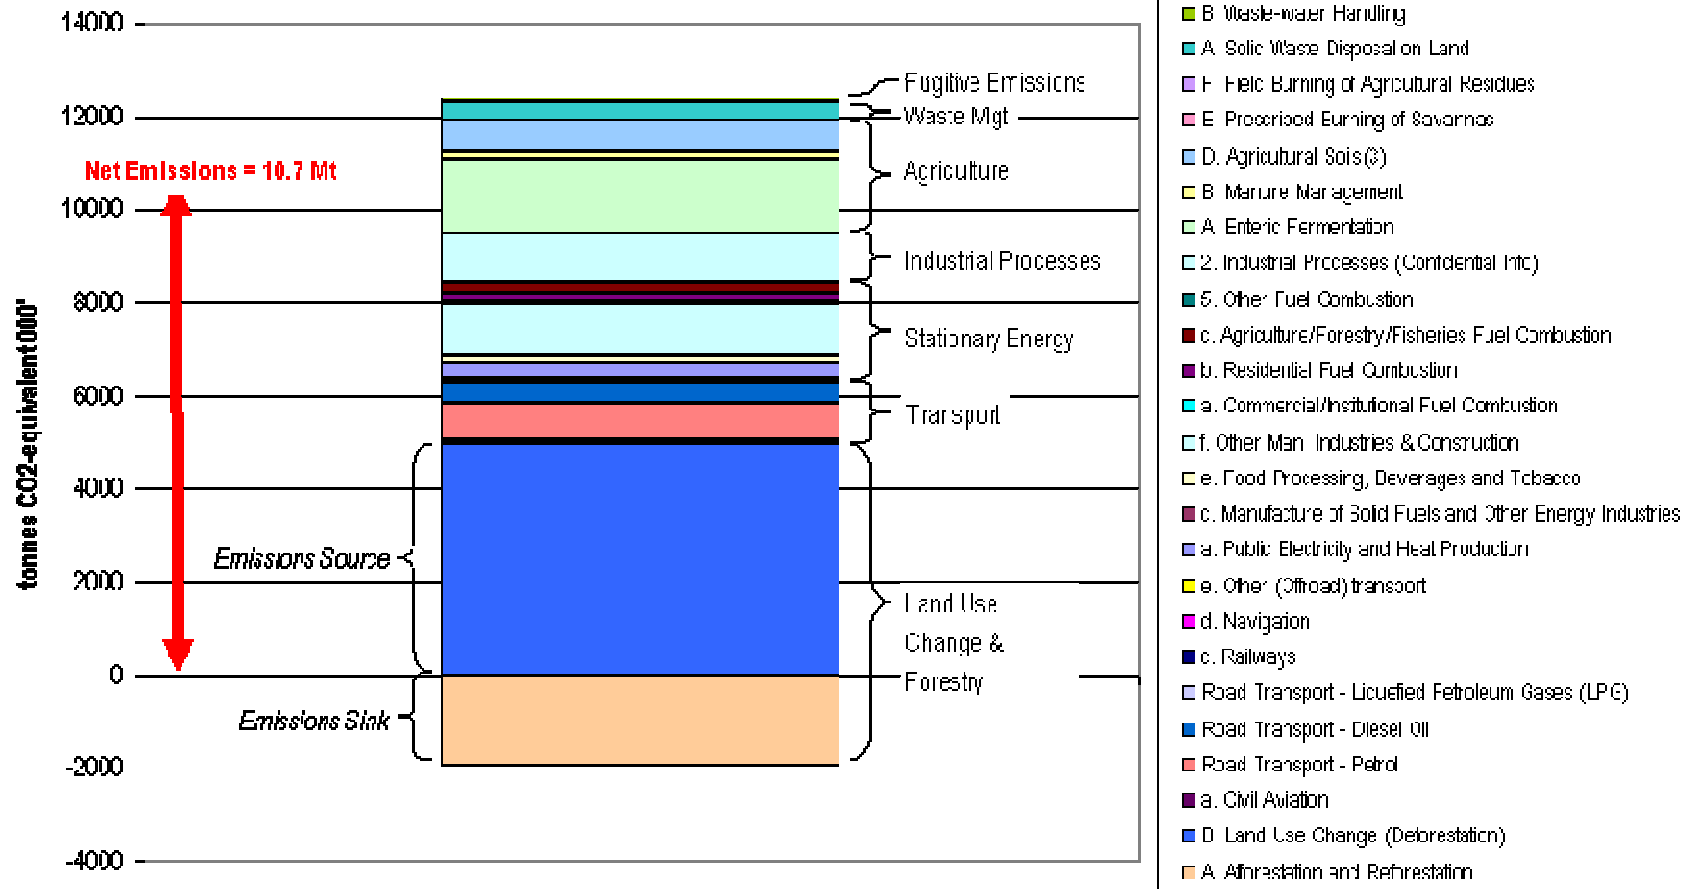 14000
12000
10000
8000
6000
4000
2000
0
-2000
-4000
tonnes CO2-equivalent 000'
Net Emissions = 10.7 Mt
Emissions Source
Emissions Sink
Fugitive Emissions
Waste Mgt
Agriculture
Industrial Processes
Stationary Energy
Transport
Land Use
Change &
Forestry
B. Waste-water Handling
A. Solid Waste Disposal on Land
F. Field Burning of Agricultural Residues
E. Prescribed Burning of Savannas
D. Agricultural Soils(3)
B. Manure Management
A. Enteric Fermentation
2. Industrial Processes (Confidential Info)
5. Other Fuel Combustion
c. Agriculture/Forestry/Fisheries Fuel Combustion
b. Residential Fuel Combustion
a. Commercial/Institutional Fuel Combustion
f. Other Man. Industries & Construction
e. Food Processing, Beverages and Tobacco
c. Manufacture of Solid Fuels and Other Energy Industries
a. Public Electricity and Heat Production
e. Other (Offroad) transport
d. Navigation
c. Railways
Road Transport - Liquefied Petroleum Gases (LPG)
Road Transport - Diesel Oil
Road Transport - Petrol
a. Civil Aviation
D. Land Use Change (Deforestation)
A. Afforestation and Reforestation